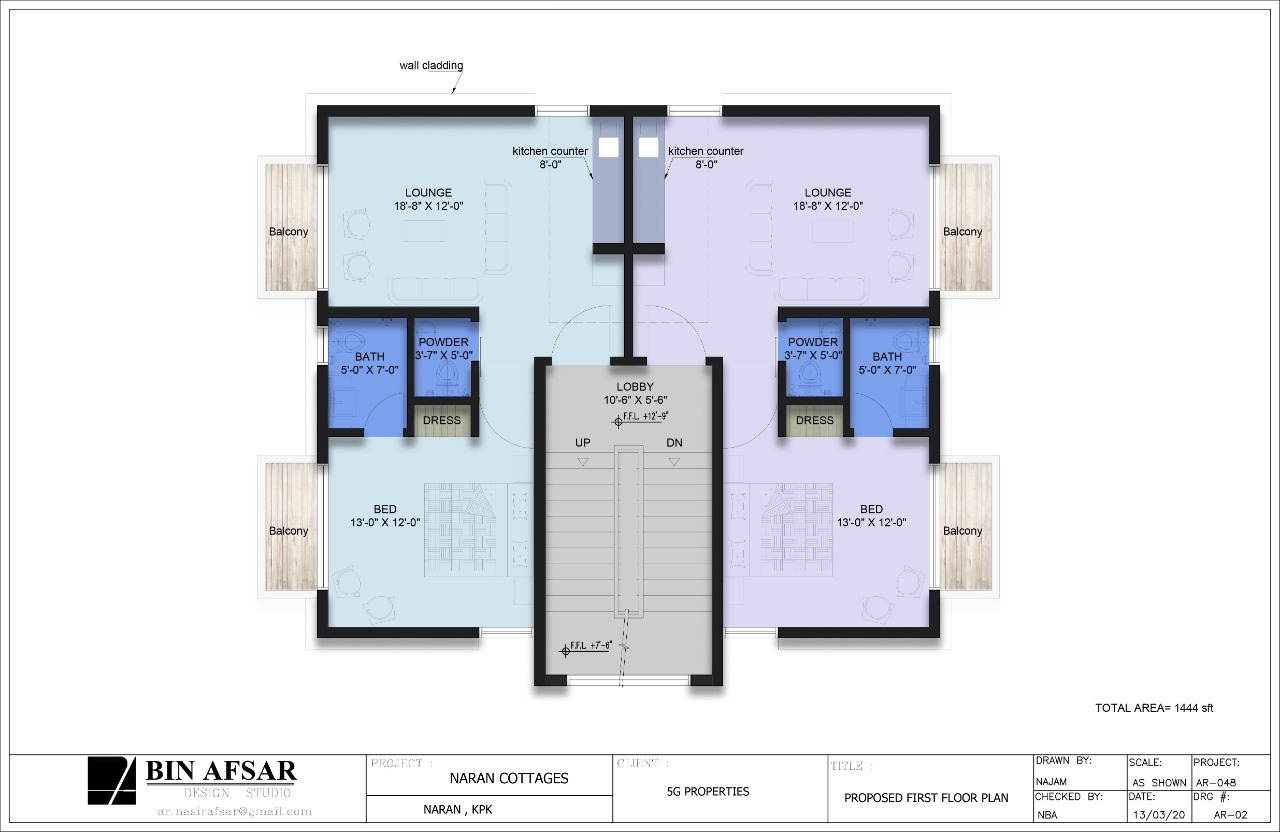 wall cladding
kitchen counter
8'-0"
kitchen counter
8'-0"
LOUNGE
18'-8" X 12'-0"
LOUNGE
18'-8" X 12'-0"
Balcony
Balcony
BATH
5'-0" X 7'-0"
POWDER
3'-7" X 5'-0"
POWDER
3'-7" X 5'-0"
BATH
5'-0" X 7'-0"
LOBBY
10'-6" X 5'-6"
F.F.L. +12'-9"
DRESS
DRESS
UP
DN
BED
13'-0" X 12'-0"
BED
13'-0" X 12'-0"
Balcony
Balcony
F.F.L +7'-6"
TOTAL AREA= 1444 sft
BIN AFSAR
DESIGN STUDIO
ar.nasirafsar@gmail.com
PROJECT :
NARAN COTTAGES
NARAN , KPK
CLIENT :
5G PROPERTIES
TITLE :
PROPOSED FIRST FLOOR PLAN
DRAWN BY:
NAJAM
CHECKED BY:
NBA
SCALE:
AS SHOWN
DATE:
13/03/20
PROJECT:
AR-048
DRG #:
AR-02